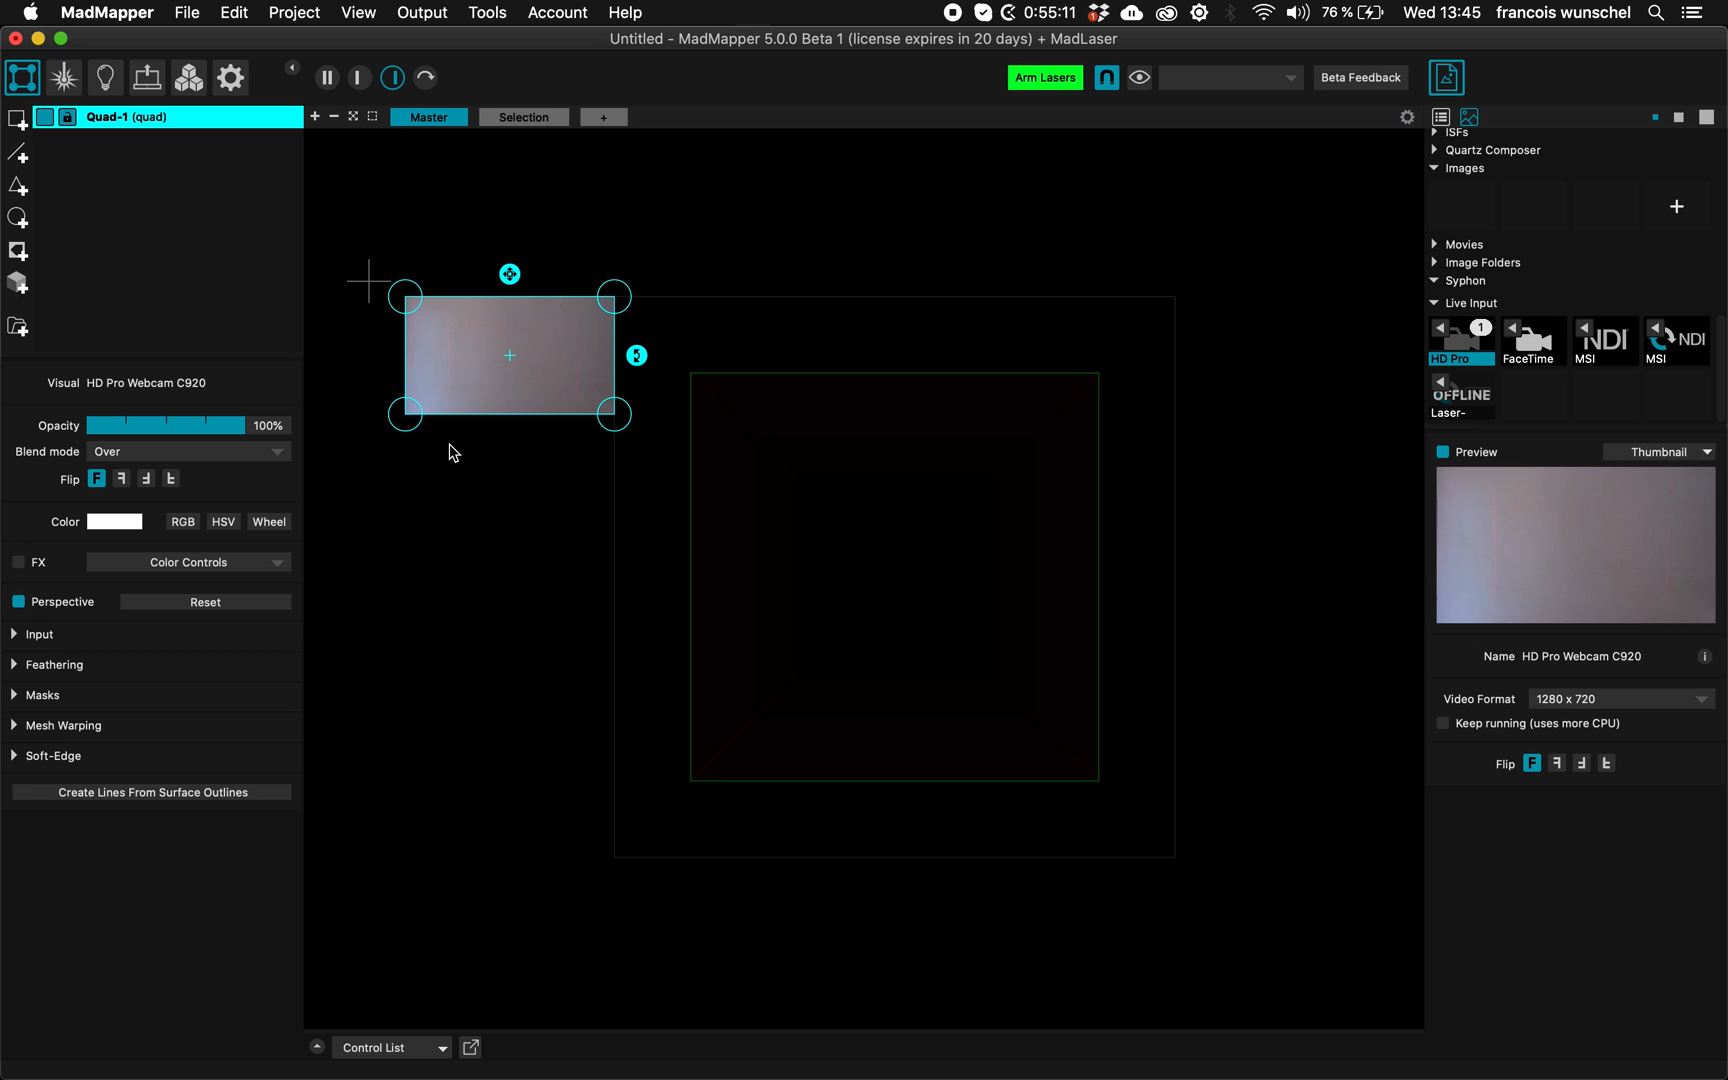 MadMapper File Edit Project View Output Tools Account Help 0:55:11 1 76 % Wed 13:45 francois wunschel
Untitled - MadMapper 5.0.0 Beta 1 (license expires in 20 days) + MadLaser
Arm Lasers Beta Feedback
Quad-1 (quad) Master Selection +
ISFs
Quartz Composer
Images
+
Movies
Image Folders
Syphon
Live Input
1 NDI NDI
HD Pro FaceTime MSI MSI
OFFLINE
Laser-
Visual HD Pro Webcam C920
Opacity 100%
Blend mode Over
Flip F
Color RGB HSV Wheel
FX Color Controls
Perspective Reset
Input
Feathering
Masks
Mesh Warping
Soft-Edge
Create Lines From Surface Outlines
Preview Thumbnail
Name HD Pro Webcam C920 i
Video Format 1280 x 720
Keep running (uses more CPU)
Flip F
Control List